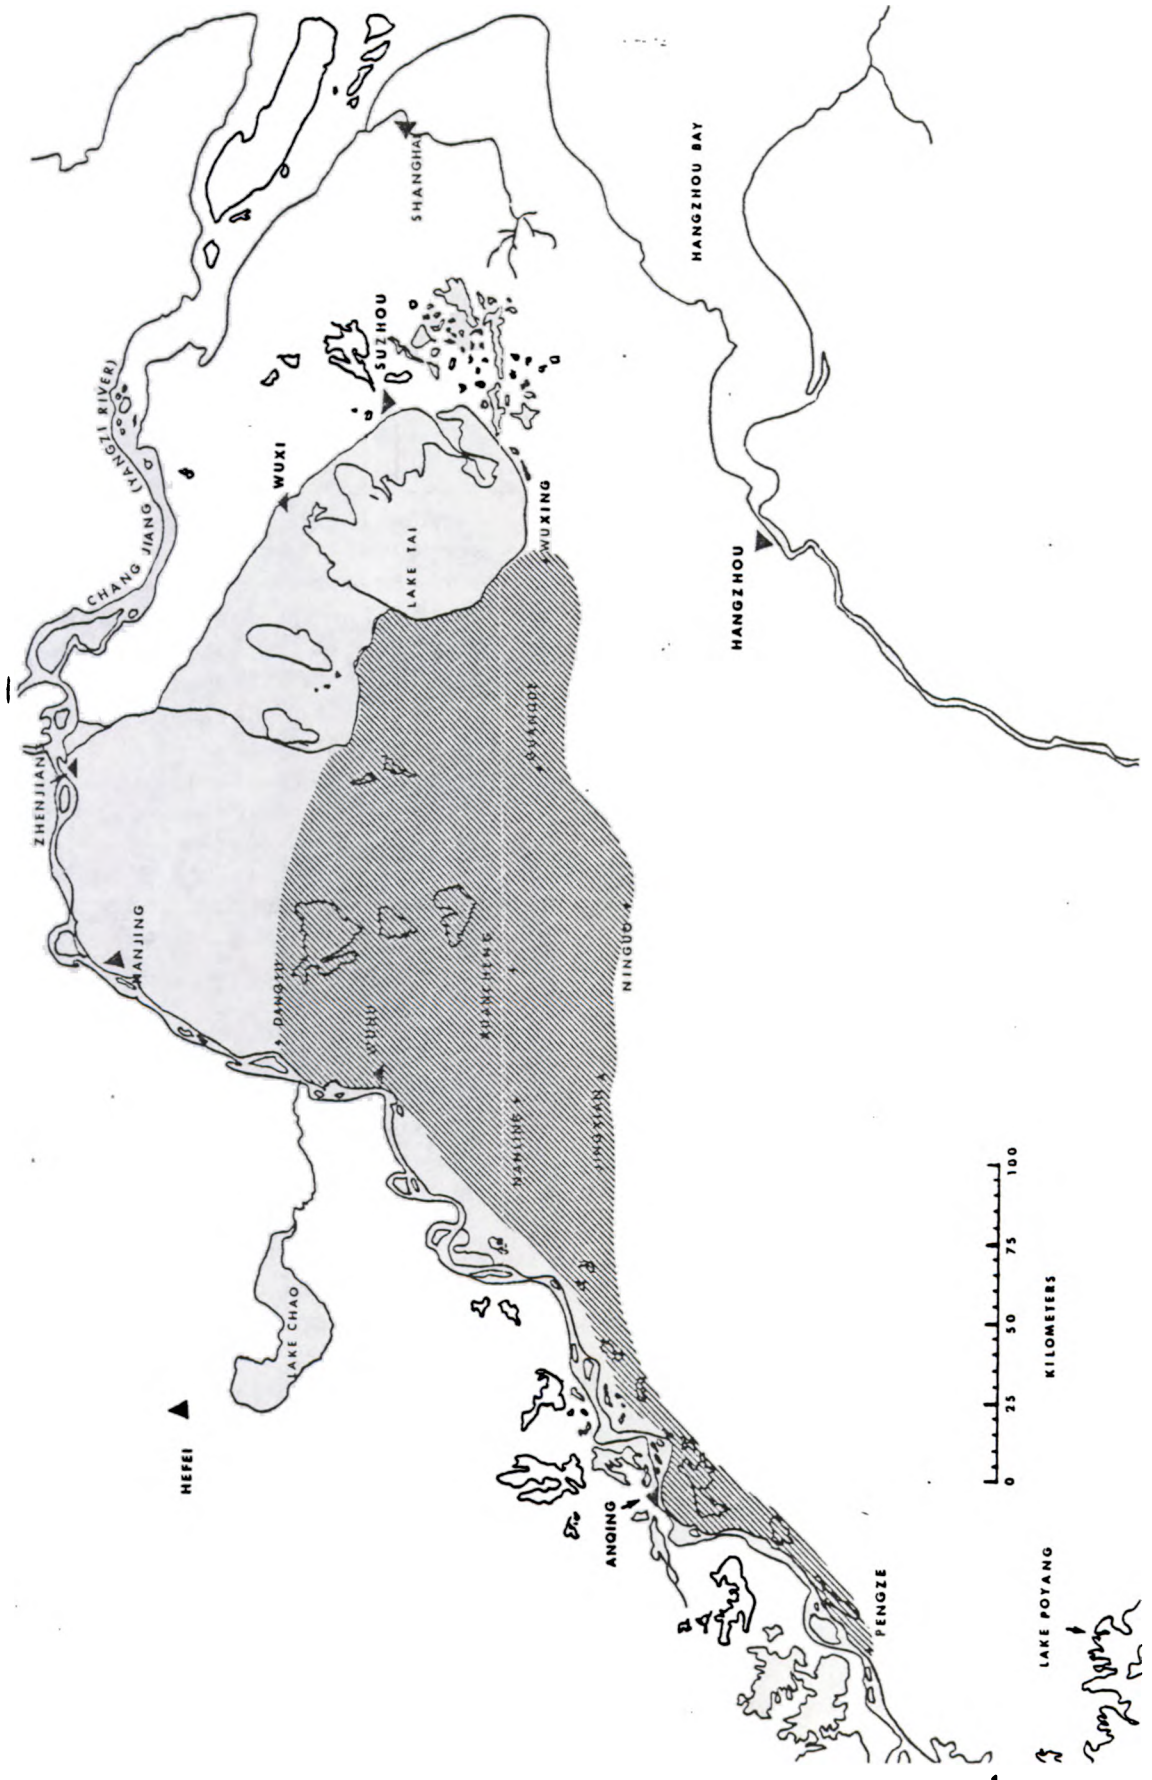 ZHENJIANG
CHANG JIANG (YANGZI RIVER)
NANJING
HEFEI
WUXI
DANGTU
LAKE CHAO
WUHU
SUZHOU
LAKE TAI
SHANGHAI
XUANCHENG
NANLING
GUANGDE
WUXING
JINGXIAN
ANQING
NINGUO
HANGZHOU BAY
HANGZHOU
PENGZE
0 25 50 75 100
KILOMETERS
LAKE POYANG